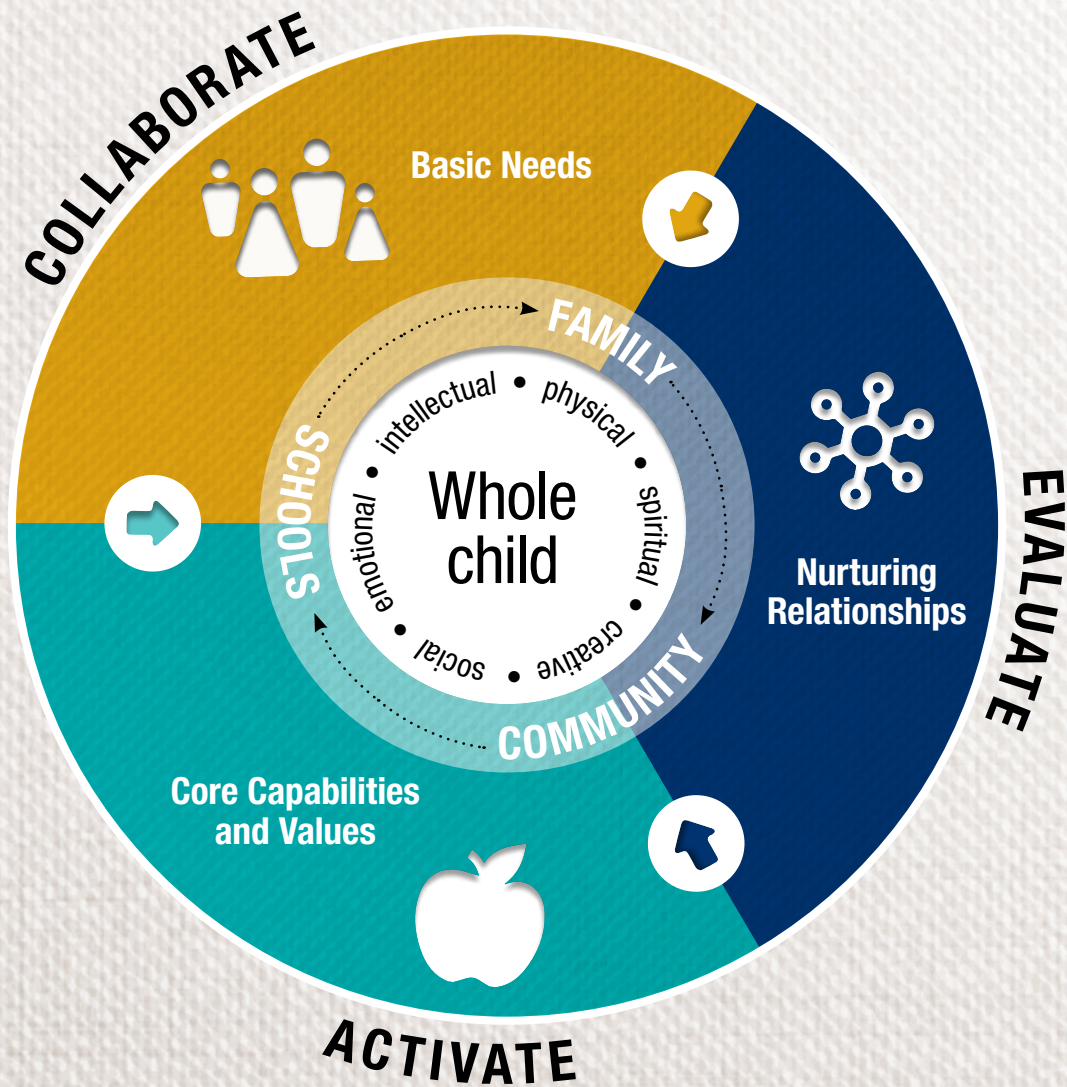 COLLABORATE
Basic Needs
EVALUATE
Nurturing
Relationships
ACTIVATE
Core Capabilities
and Values
FAMILY
COMMUNITY
SCHOOLS
intellectual • physical • spiritual • creative • social • emotional •
Whole
child